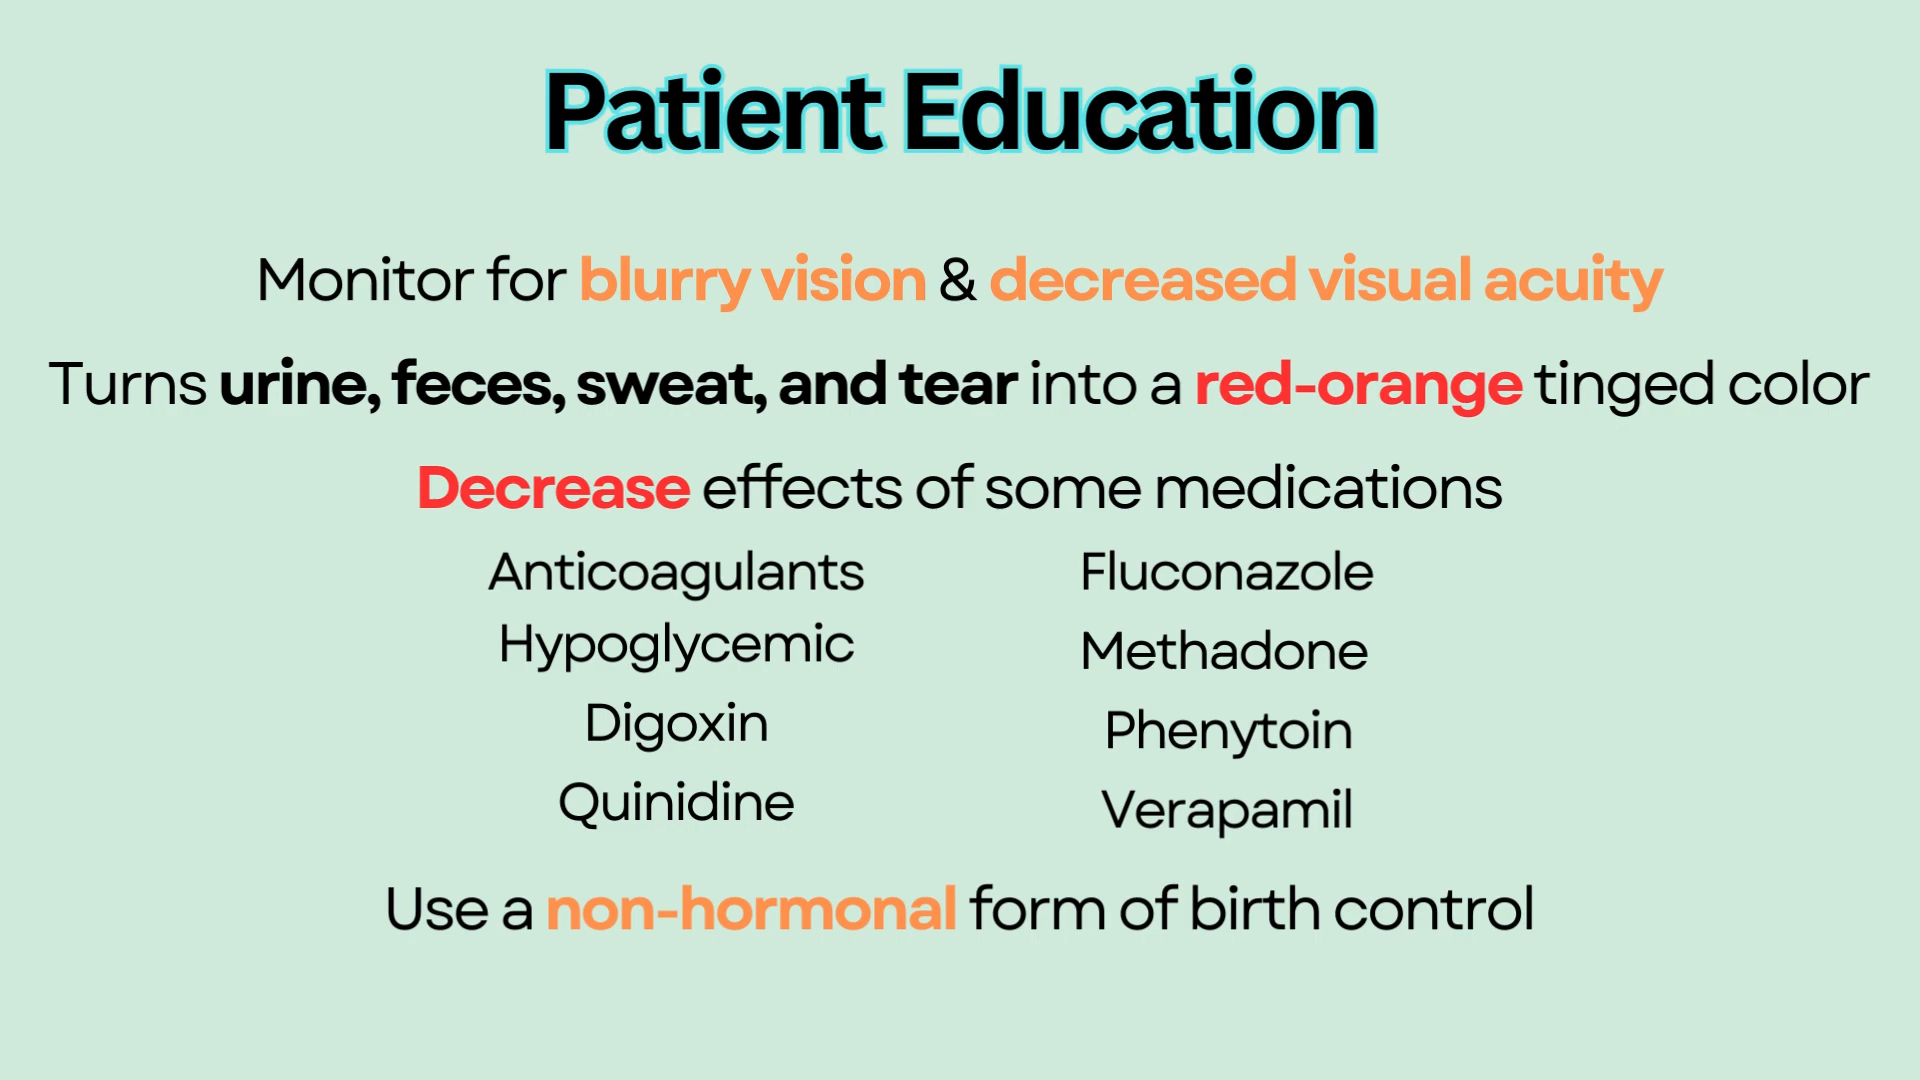 Patient Education
Monitor for blurry vision & decreased visual acuity
Turns urine, feces, sweat, and tear into a red-orange tinged color
Decrease effects of some medications
Anticoagulants
Hypoglycemic
Digoxin
Quinidine
Fluconazole
Methadone
Phenytoin
Verapamil
Use a non-hormonal form of birth control